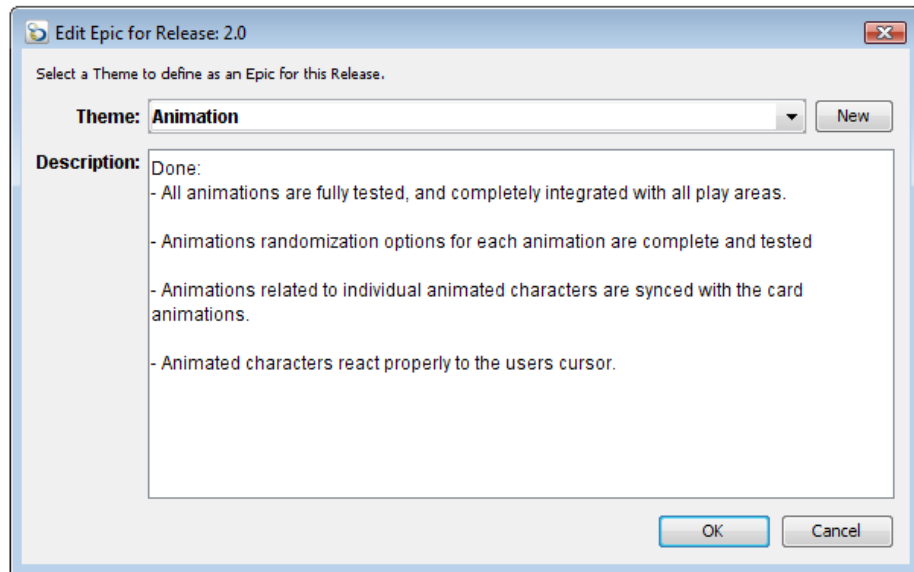 Edit Epic for Release: 2.0
Select a Theme to define as an Epic for this Release.
Theme: Animation New
Description: Done:
- All animations are fully tested, and completely integrated with all play areas.
- Animations randomization options for each animation are complete and tested
- Animations related to individual animated characters are synced with the card
animations.
- Animated characters react properly to the users cursor.
OK Cancel